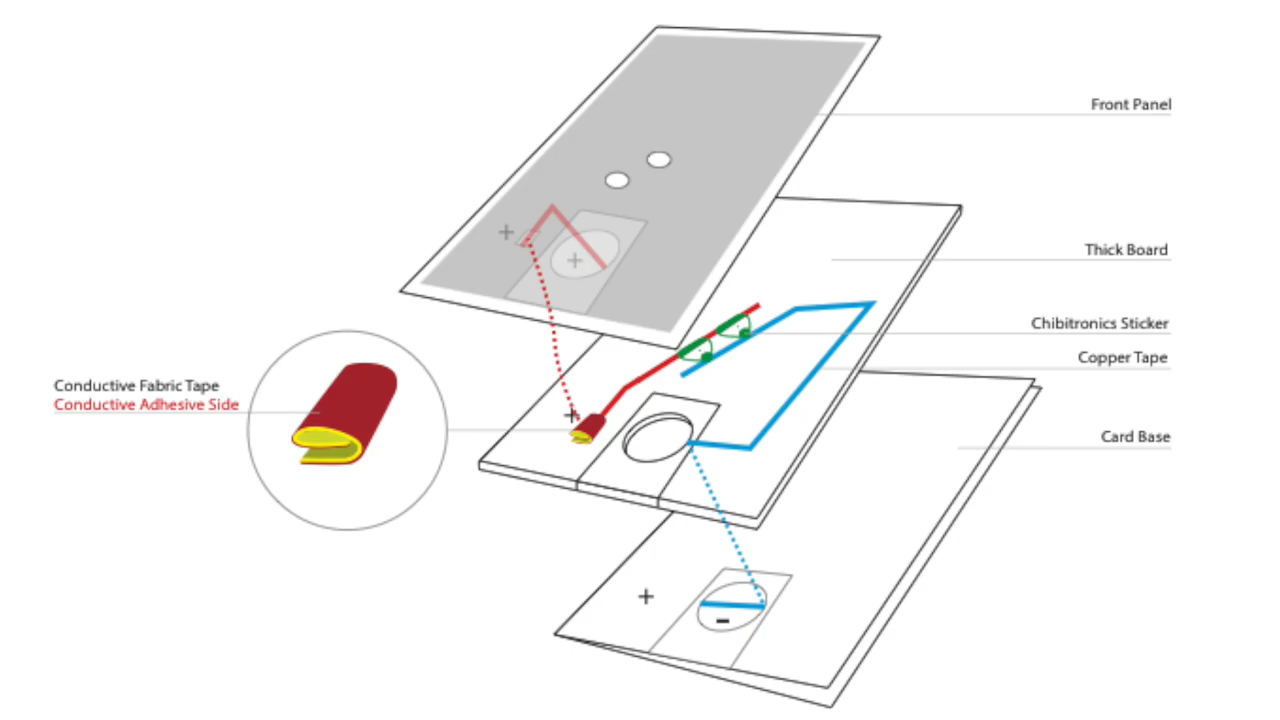 Front Panel
+
+
Thick Board
Chibitronics Sticker
Copper Tape
Conductive Fabric Tape
Conductive Adhesive Side
+
Card Base
+
-